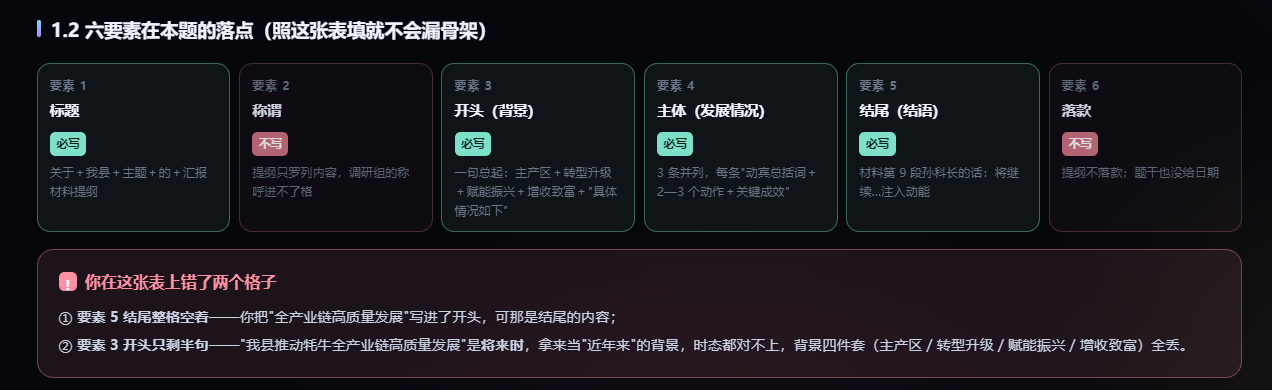 1.2 六要素在本题的落点（照这张表填就不会漏骨架）
要素 1
标题
必写
关于＋我县＋主题＋的＋汇报
材料提纲
要素 2
称谓
不写
提纲只罗列内容，调研组的称
呼进不了格
要素 3
开头（背景）
必写
一句总起：主产区＋转型升级
＋赋能振兴＋增收致富＋"具体
情况如下"
要素 4
主体（发展情况）
必写
3 条并列，每条"动宾总括词＋
2—3 个动作＋关键成效"
要素 5
结尾（结语）
必写
材料第 9 段孙科长的话：将继
续…注入动能
要素 6
落款
不写
提纲不落款；题干也没给日期
! 你在这张表上错了两个格子
① 要素 5 结尾整格空着——你把"全产业链高质量发展"写进了开头，可那是结尾的内容；
② 要素 3 开头只剩半句——"我县推动牦牛全产业链高质量发展"是将来时，拿来当"近年来"的背景，时态都对不上，背景四件套（主产区 / 转型升级 / 赋能振兴 / 增收致富）全丢。